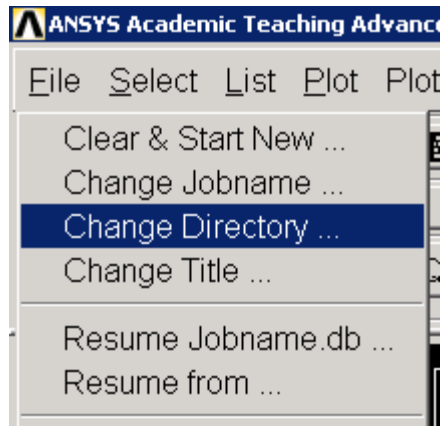 ANSYS Academic Teaching Advanc
File Select List Plot Plot
Clear & Start New ...
Change Jobname ...
Change Directory ...
Change Title ...
Resume Jobname.db ...
Resume from ...